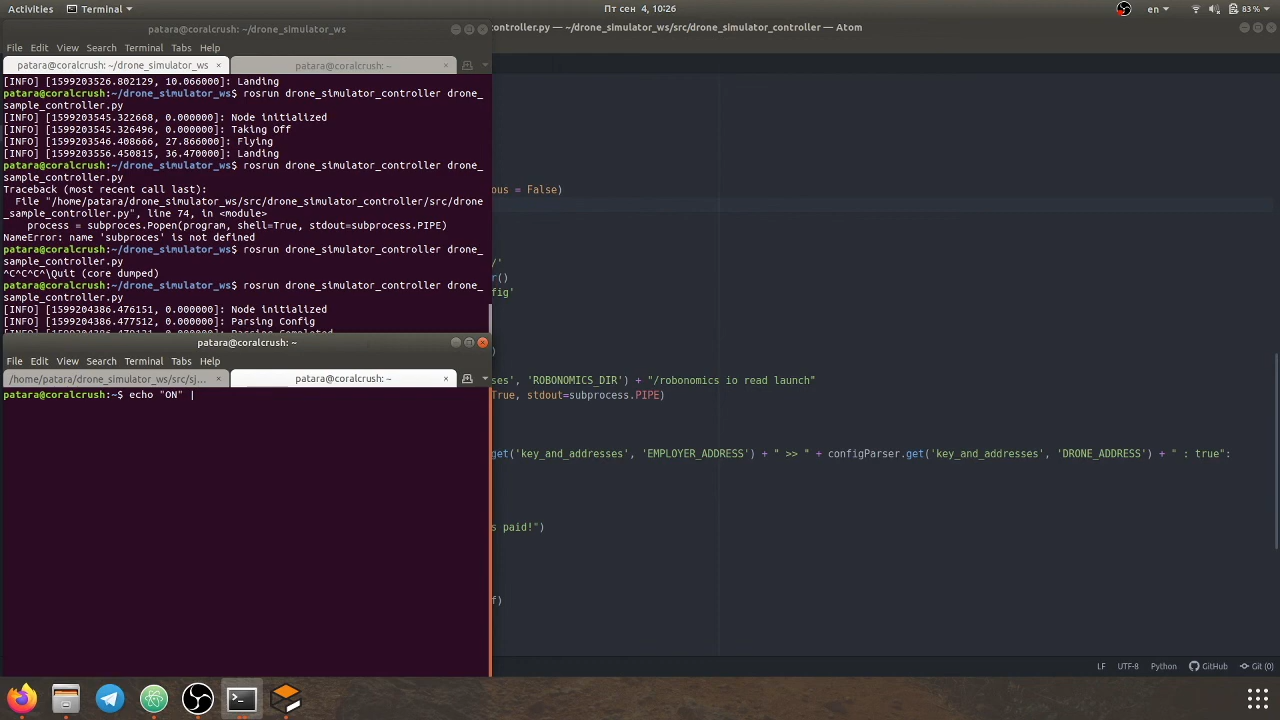 Activities
Terminal
Пт сен 4, 10:26
en
83 %
patara@coralcrush: ~/drone_simulator_ws
controller.py — ~/drone_simulator_ws/src/drone_simulator_controller — Atom
File Edit View Search Terminal Tabs Help
patara@coralcrush: ~/drone_simulator_ws ×
patara@coralcrush: ~ ×
[INFO] [1599203526.802129, 10.066000]: Landing
patara@coralcrush:~/drone_simulator_ws$ rosrun drone_simulator_controller drone_
sample_controller.py
[INFO] [1599203545.322668, 0.000000]: Node initialized
[INFO] [1599203545.326496, 0.000000]: Taking Off
[INFO] [1599203546.408666, 27.866000]: Flying
[INFO] [1599203556.450815, 36.470000]: Landing
patara@coralcrush:~/drone_simulator_ws$ rosrun drone_simulator_controller drone_
sample_controller.py
Traceback (most recent call last):
File "/home/patara/drone_simulator_ws/src/drone_simulator_controller/src/drone
_sample_controller.py", line 74, in <module>
process = subproces.Popen(program, shell=True, stdout=subprocess.PIPE)
NameError: name 'subproces' is not defined
patara@coralcrush:~/drone_simulator_ws$ rosrun drone_simulator_controller drone_
sample_controller.py
^C^C^C^\Quit (core dumped)
patara@coralcrush:~/drone_simulator_ws$ rosrun drone_simulator_controller drone_
sample_controller.py
[INFO] [1599204386.476151, 0.000000]: Node initialized
[INFO] [1599204386.477512, 0.000000]: Parsing Config
patara@coralcrush: ~
File Edit View Search Terminal Tabs Help
/home/patara/drone_simulator_ws/src/sj... ×
patara@coralcrush: ~ ×
patara@coralcrush:~$ echo "ON" |
ous = False)
/'
r()
fig'
)
ses', 'ROBONOMICS_DIR') + "/robonomics io read launch"
True, stdout=subprocess.PIPE)
get('key_and_addresses', 'EMPLOYER_ADDRESS') + " >> " + configParser.get('key_and_addresses', 'DRONE_ADDRESS') + " : true":
s paid!")
f)
LF UTF-8 Python GitHub Git (0)